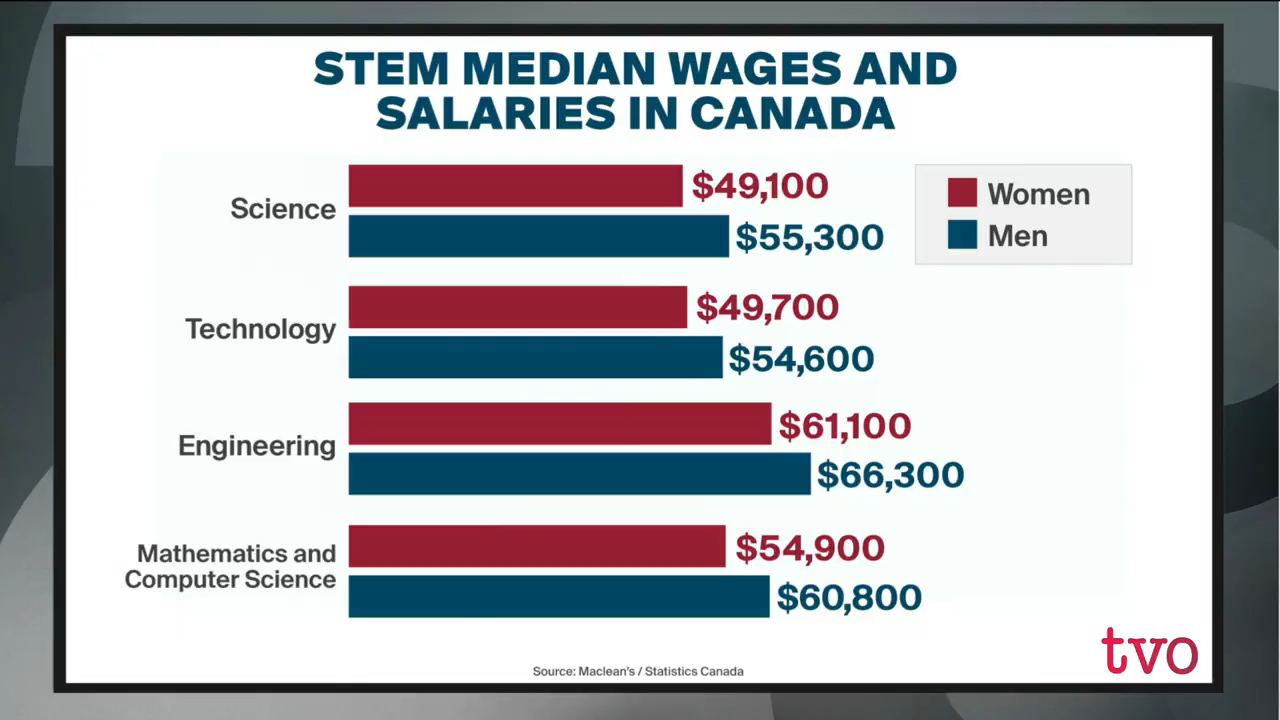 STEM MEDIAN WAGES AND
SALARIES IN CANADA
Science
$49,100
$55,300
Women
Men
Technology
$49,700
$54,600
Engineering
$61,100
$66,300
Mathematics and
Computer Science
$54,900
$60,800
Source: Maclean's / Statistics Canada
tvo